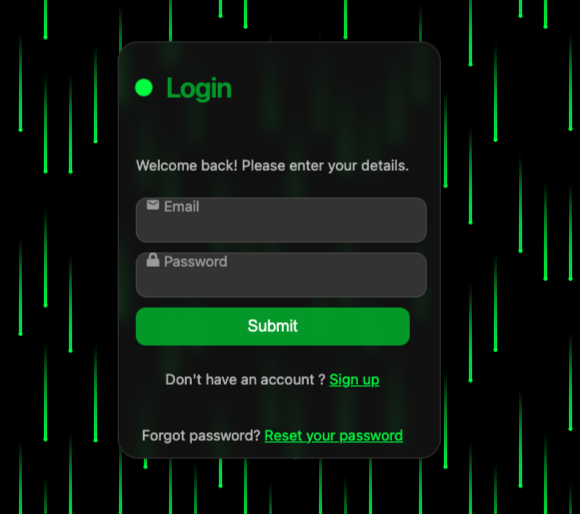 Login
Welcome back! Please enter your details.
Email
Password
Submit
Don't have an account ? Sign up
Forgot password? Reset your password